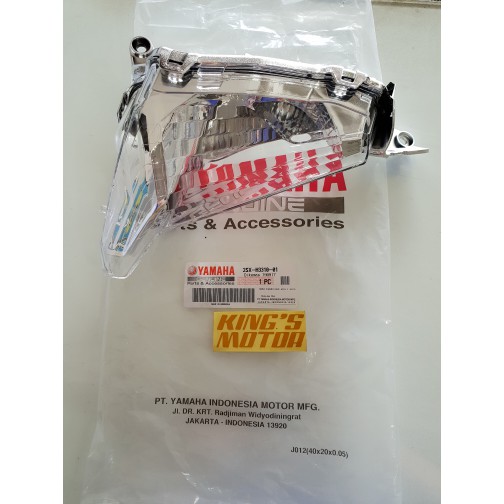 YAMAHA
GENUINE
Parts & Accessories
YAMAHA
Parts & Accessories
2SX-H3310-01
1 PC
KING'S
MOTOR
PT. YAMAHA INDONESIA MOTOR MFG.
Jl. DR. KRT. Radjiman Widyodiningrat
JAKARTA - INDONESIA 13920
J012(40x20x0.05)